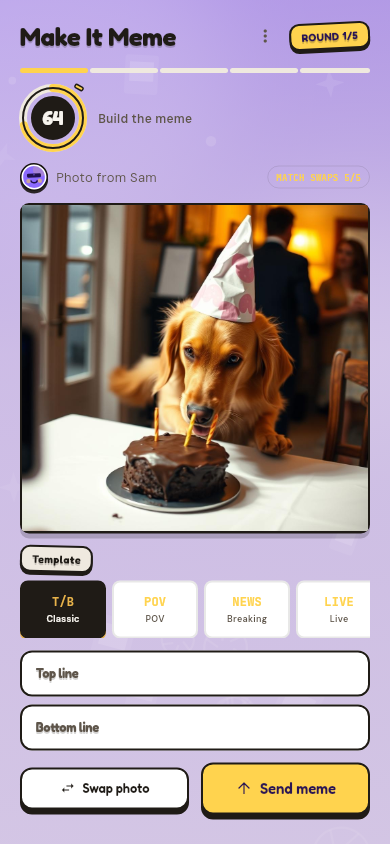 Make It Meme
ROUND 1/5
64
Build the meme
Photo from Sam
MATCH SWAPS 5/5
Template
T/B
Classic
POV
POV
NEWS
Breaking
LIVE
Live
Top line
Bottom line
Swap photo
Send meme